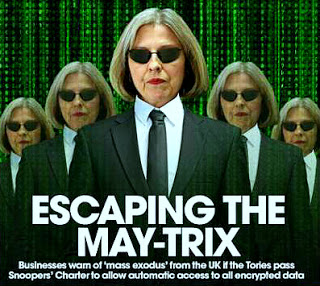 ESCAPING THE
MAY-TRIX
Businesses warn of 'mass exodus' from the UK if the Tories pass
Snoopers' Charter to allow automatic access to all encrypted data